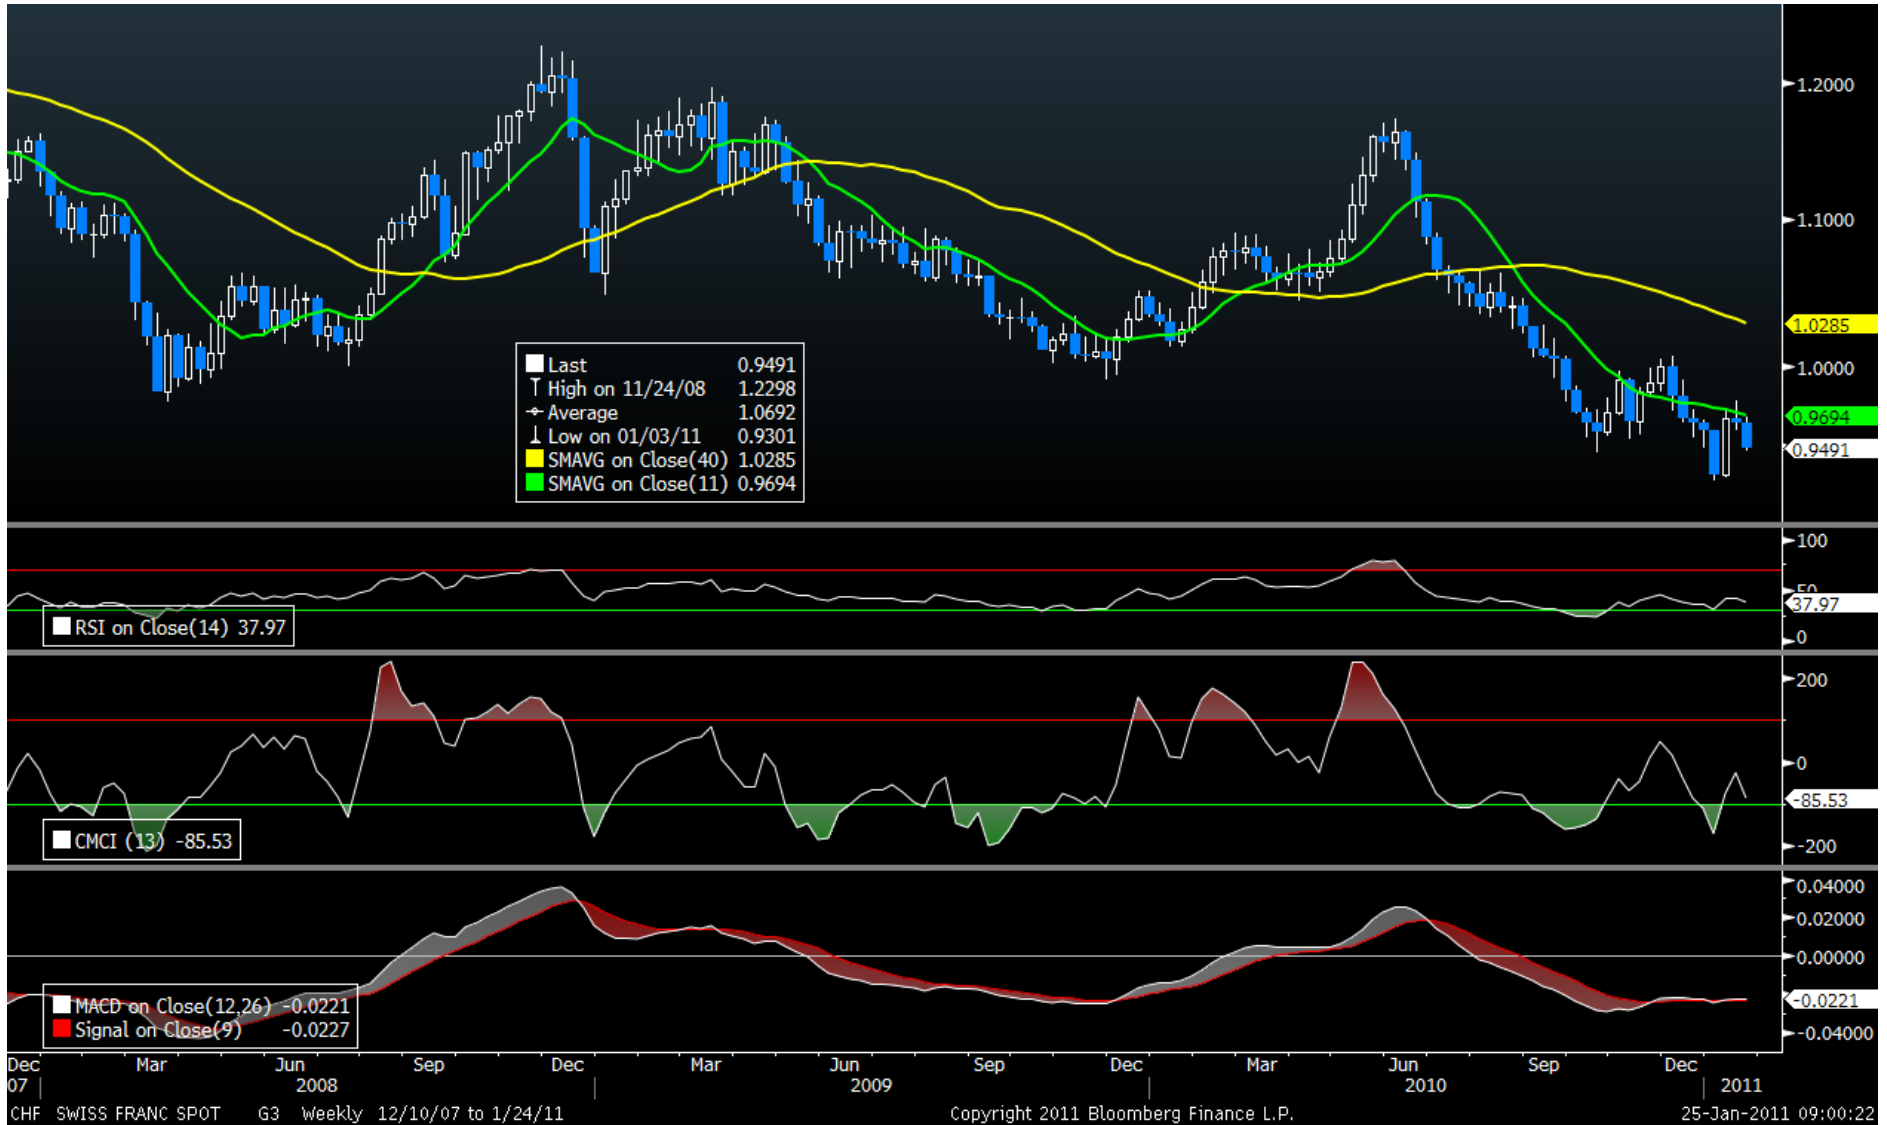 1.2000
1.1000
1.0285
1.0000
0.9694
0.9491
Last 0.9491
High on 11/24/08 1.2298
Average 1.0692
Low on 01/03/11 0.9301
SMAVG on Close(40) 1.0285
SMAVG on Close(11) 0.9694
100
50
37.97
0
RSI on Close(14) 37.97
200
0
-85.53
-200
CMCI (13) -85.53
0.04000
0.02000
0.00000
-0.0221
-0.04000
MACD on Close(12,26) -0.0221
Signal on Close(9) -0.0227
Dec Mar Jun Sep Dec Mar Jun Sep Dec Mar Jun Sep Dec
07 2008 2009 2010 2011
CHF SWISS FRANC SPOT G3 Weekly 12/10/07 to 1/24/11 Copyright 2011 Bloomberg Finance L.P. 25-Jan-2011 09:00:22